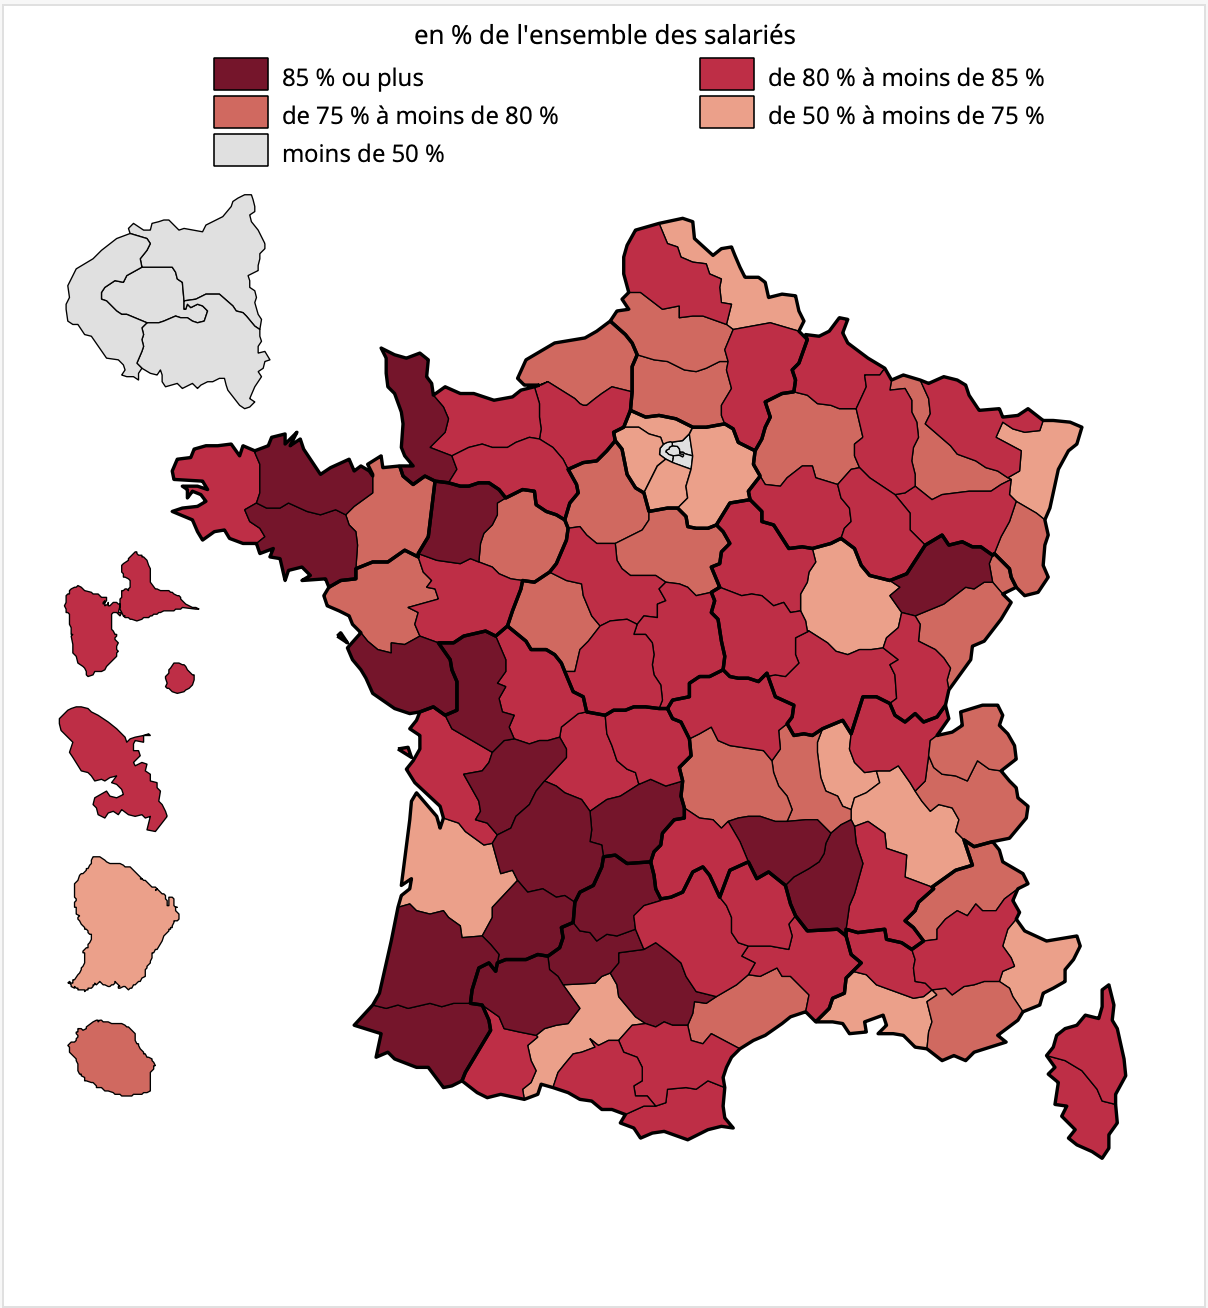 en % de l'ensemble des salariés
85 % ou plus
de 80 % à moins de 85 %
de 75 % à moins de 80 %
de 50 % à moins de 75 %
moins de 50 %